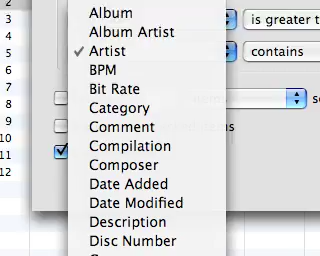 2
3
4
5
6
7
8
9
10
11
12
Album
Album Artist
✓ Artist
BPM
Bit Rate
Category
Comment
Compilation
Composer
Date Added
Date Modified
Description
Disc Number
is greater t
contains